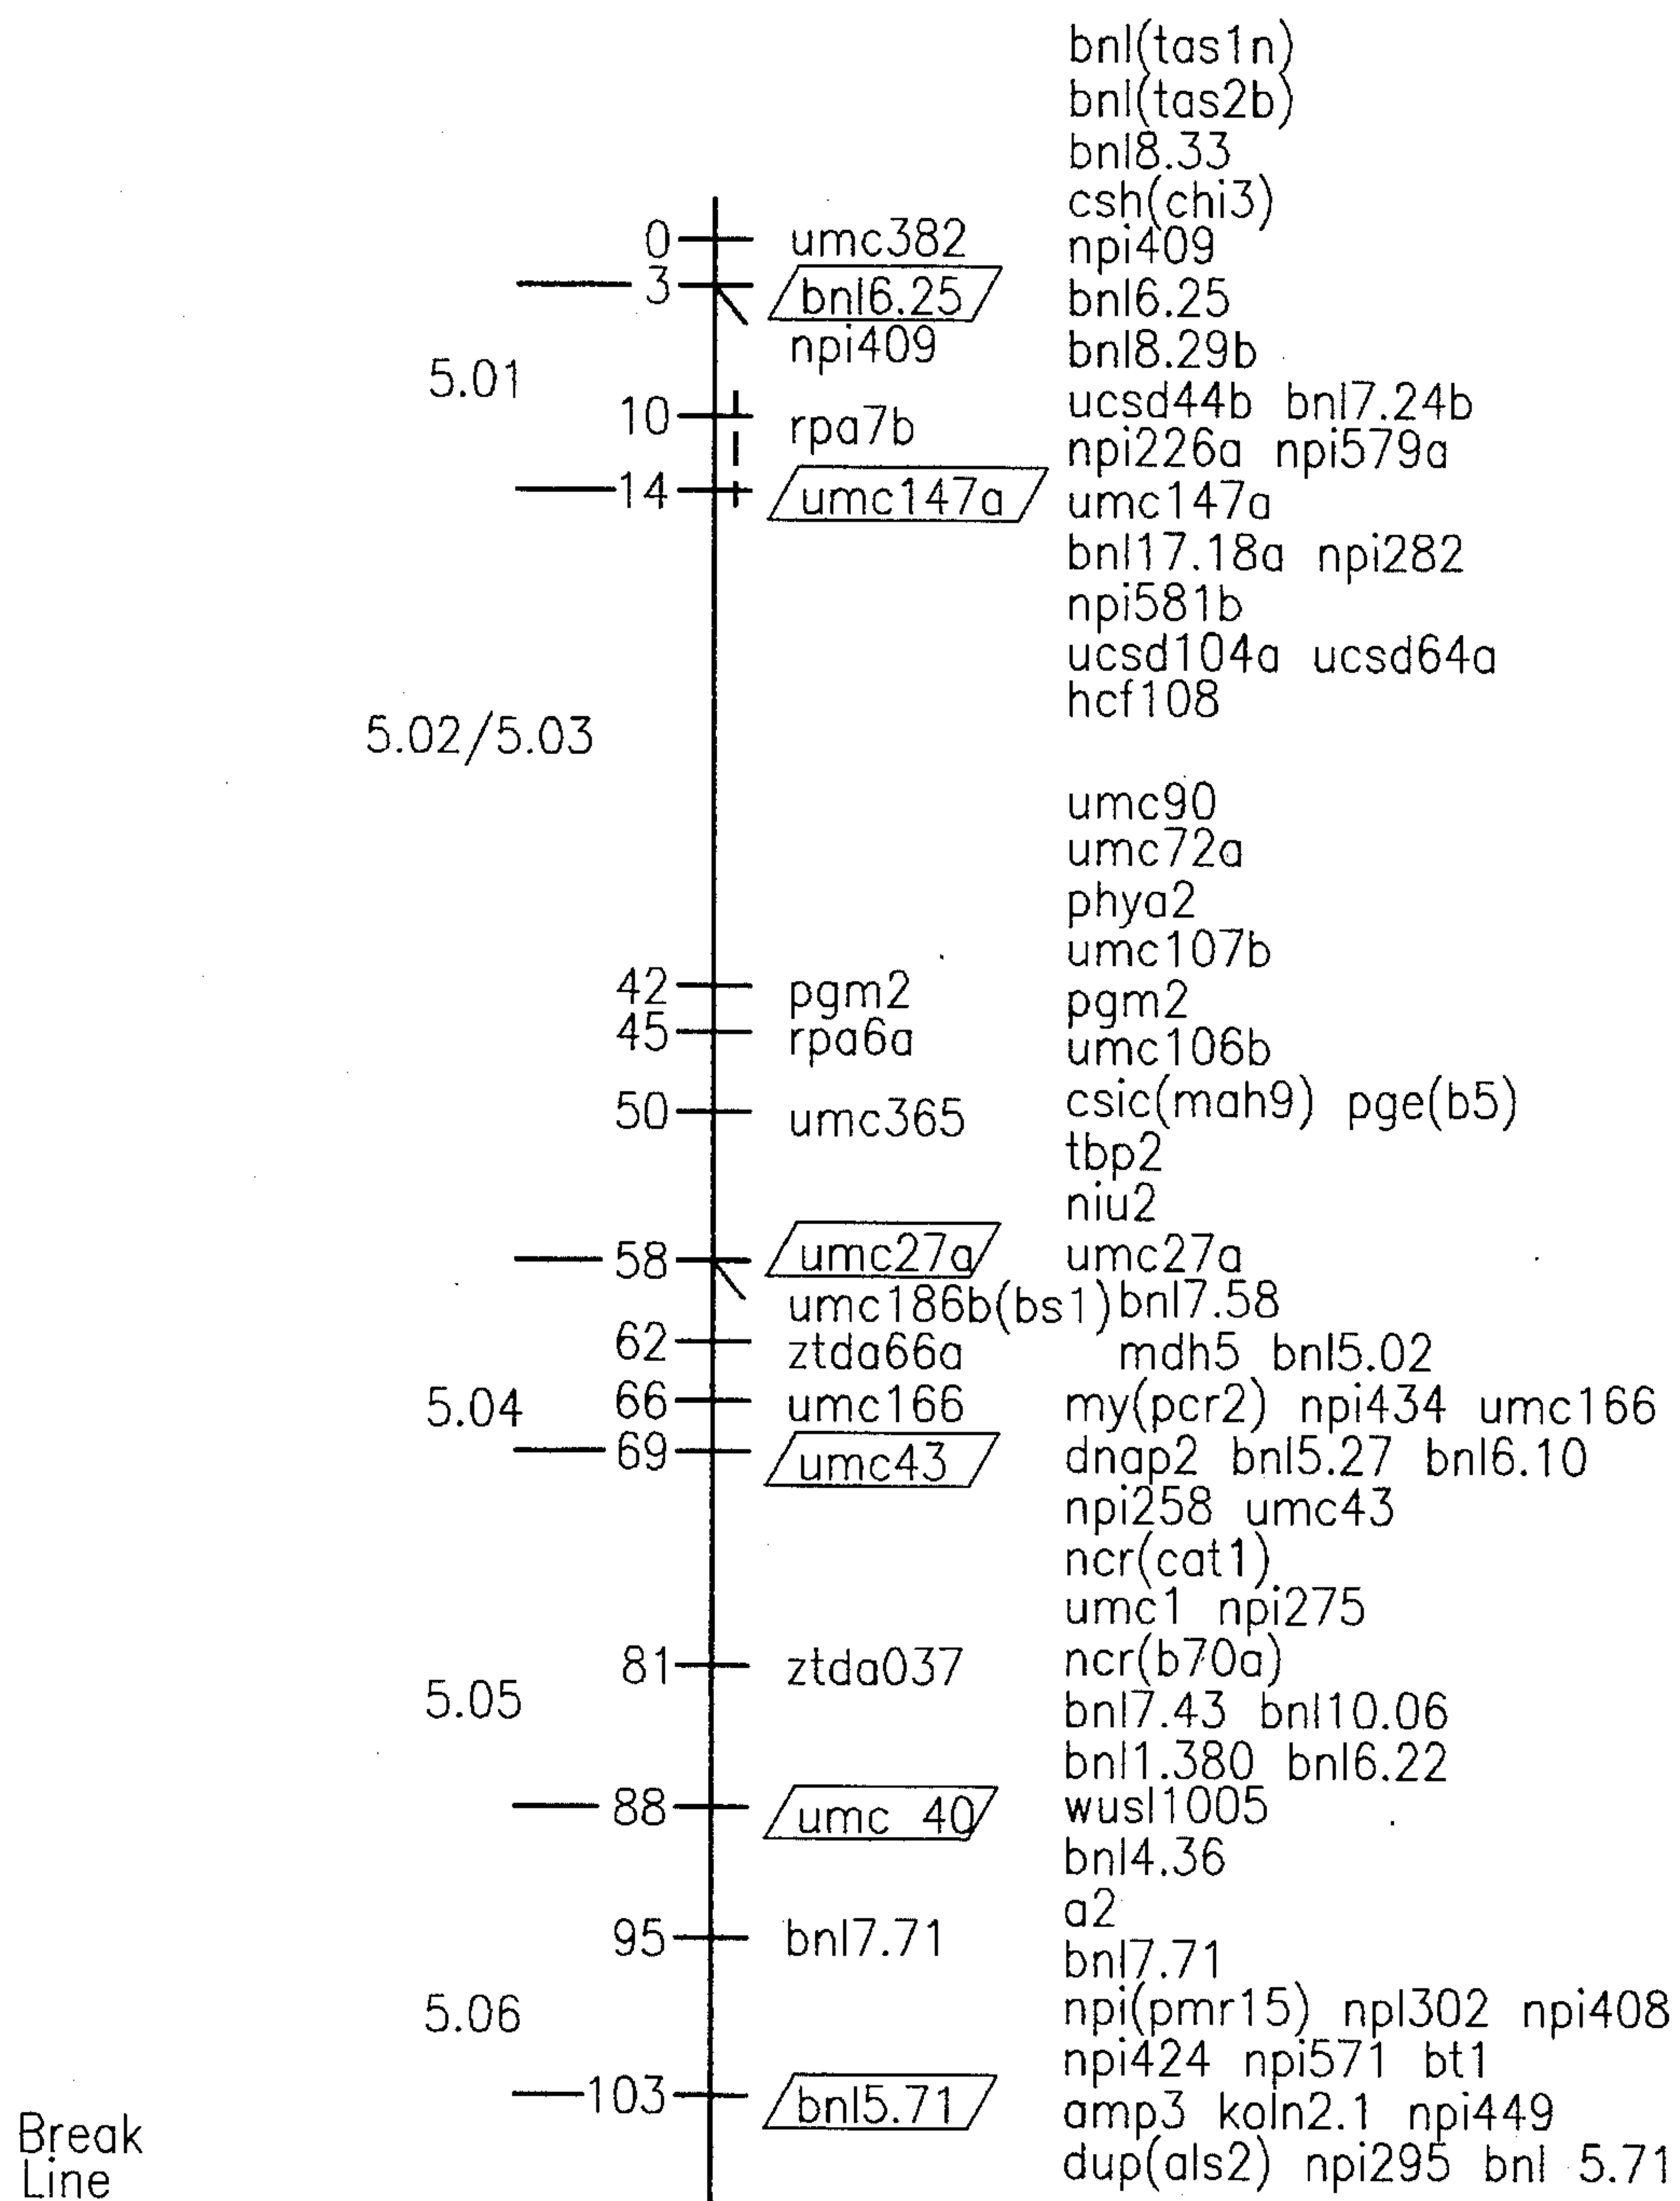 bnl(tas1n)
bnl(tas2b)
bnl8.33
csh(chi3)
0 umc382 npi409
3 bnl6.25 bnl6.25
npi409 bnl8.29b
5.01
10 rpa7b ucsd44b bnl7.24b
npi226a npi579a
14 umc147a umc147a
bnl17.18a npi282
npi581b
ucsd104a ucsd64a
hcf108
5.02/5.03
umc90
umc72a
phya2
umc107b
42 pgm2 pgm2
45 rpa6a umc106b
50 umc365 csic(mah9) pge(b5)
tbp2
niu2
58 umc27a umc27a
umc186b(bs1) bnl7.58
62 ztda66a mdh5 bnl5.02
5.04 66 umc166 my(pcr2) npi434 umc166
69 umc43 dnap2 bnl5.27 bnl6.10
npi258 umc43
ncr(cat1)
umc1 npi275
81 ztda037 ncr(b70a)
5.05 bnl7.43 bnl10.06
bnl1.380 bnl6.22
88 umc 40 wusl1005
bnl4.36
a2
95 bnl7.71 bnl7.71
5.06 npi(pmr15) npl302 npi408
npi424 npi571 bt1
103 bnl5.71 amp3 koln2.1 npi449
Break
Line dup(als2) npi295 bnl 5.71